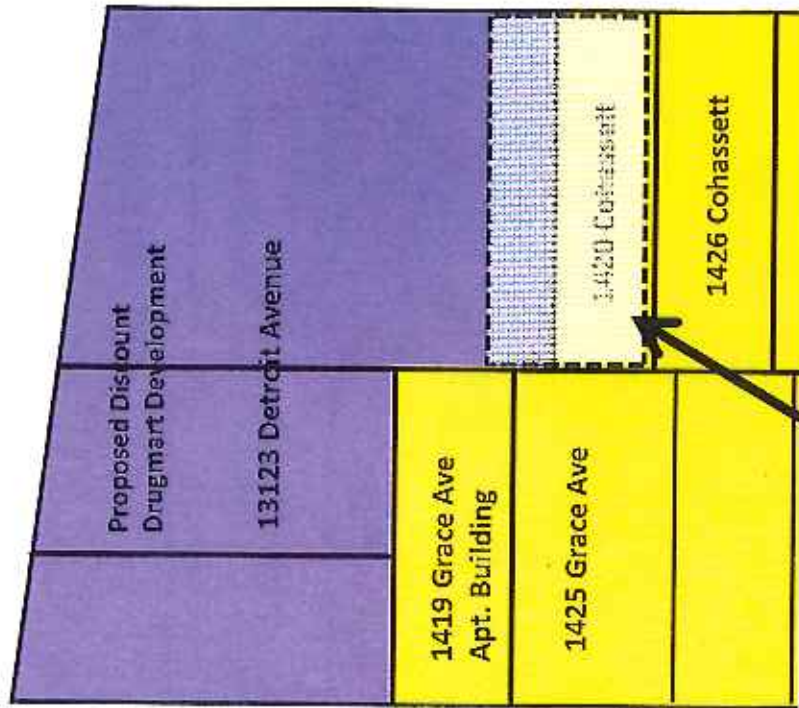 Proposed Discount
Drugmart Development
13123 Detroit Avenue
1419 Grace Ave
Apt. Building
1425 Grace Ave
1420 Cohassett
1426 Cohassett